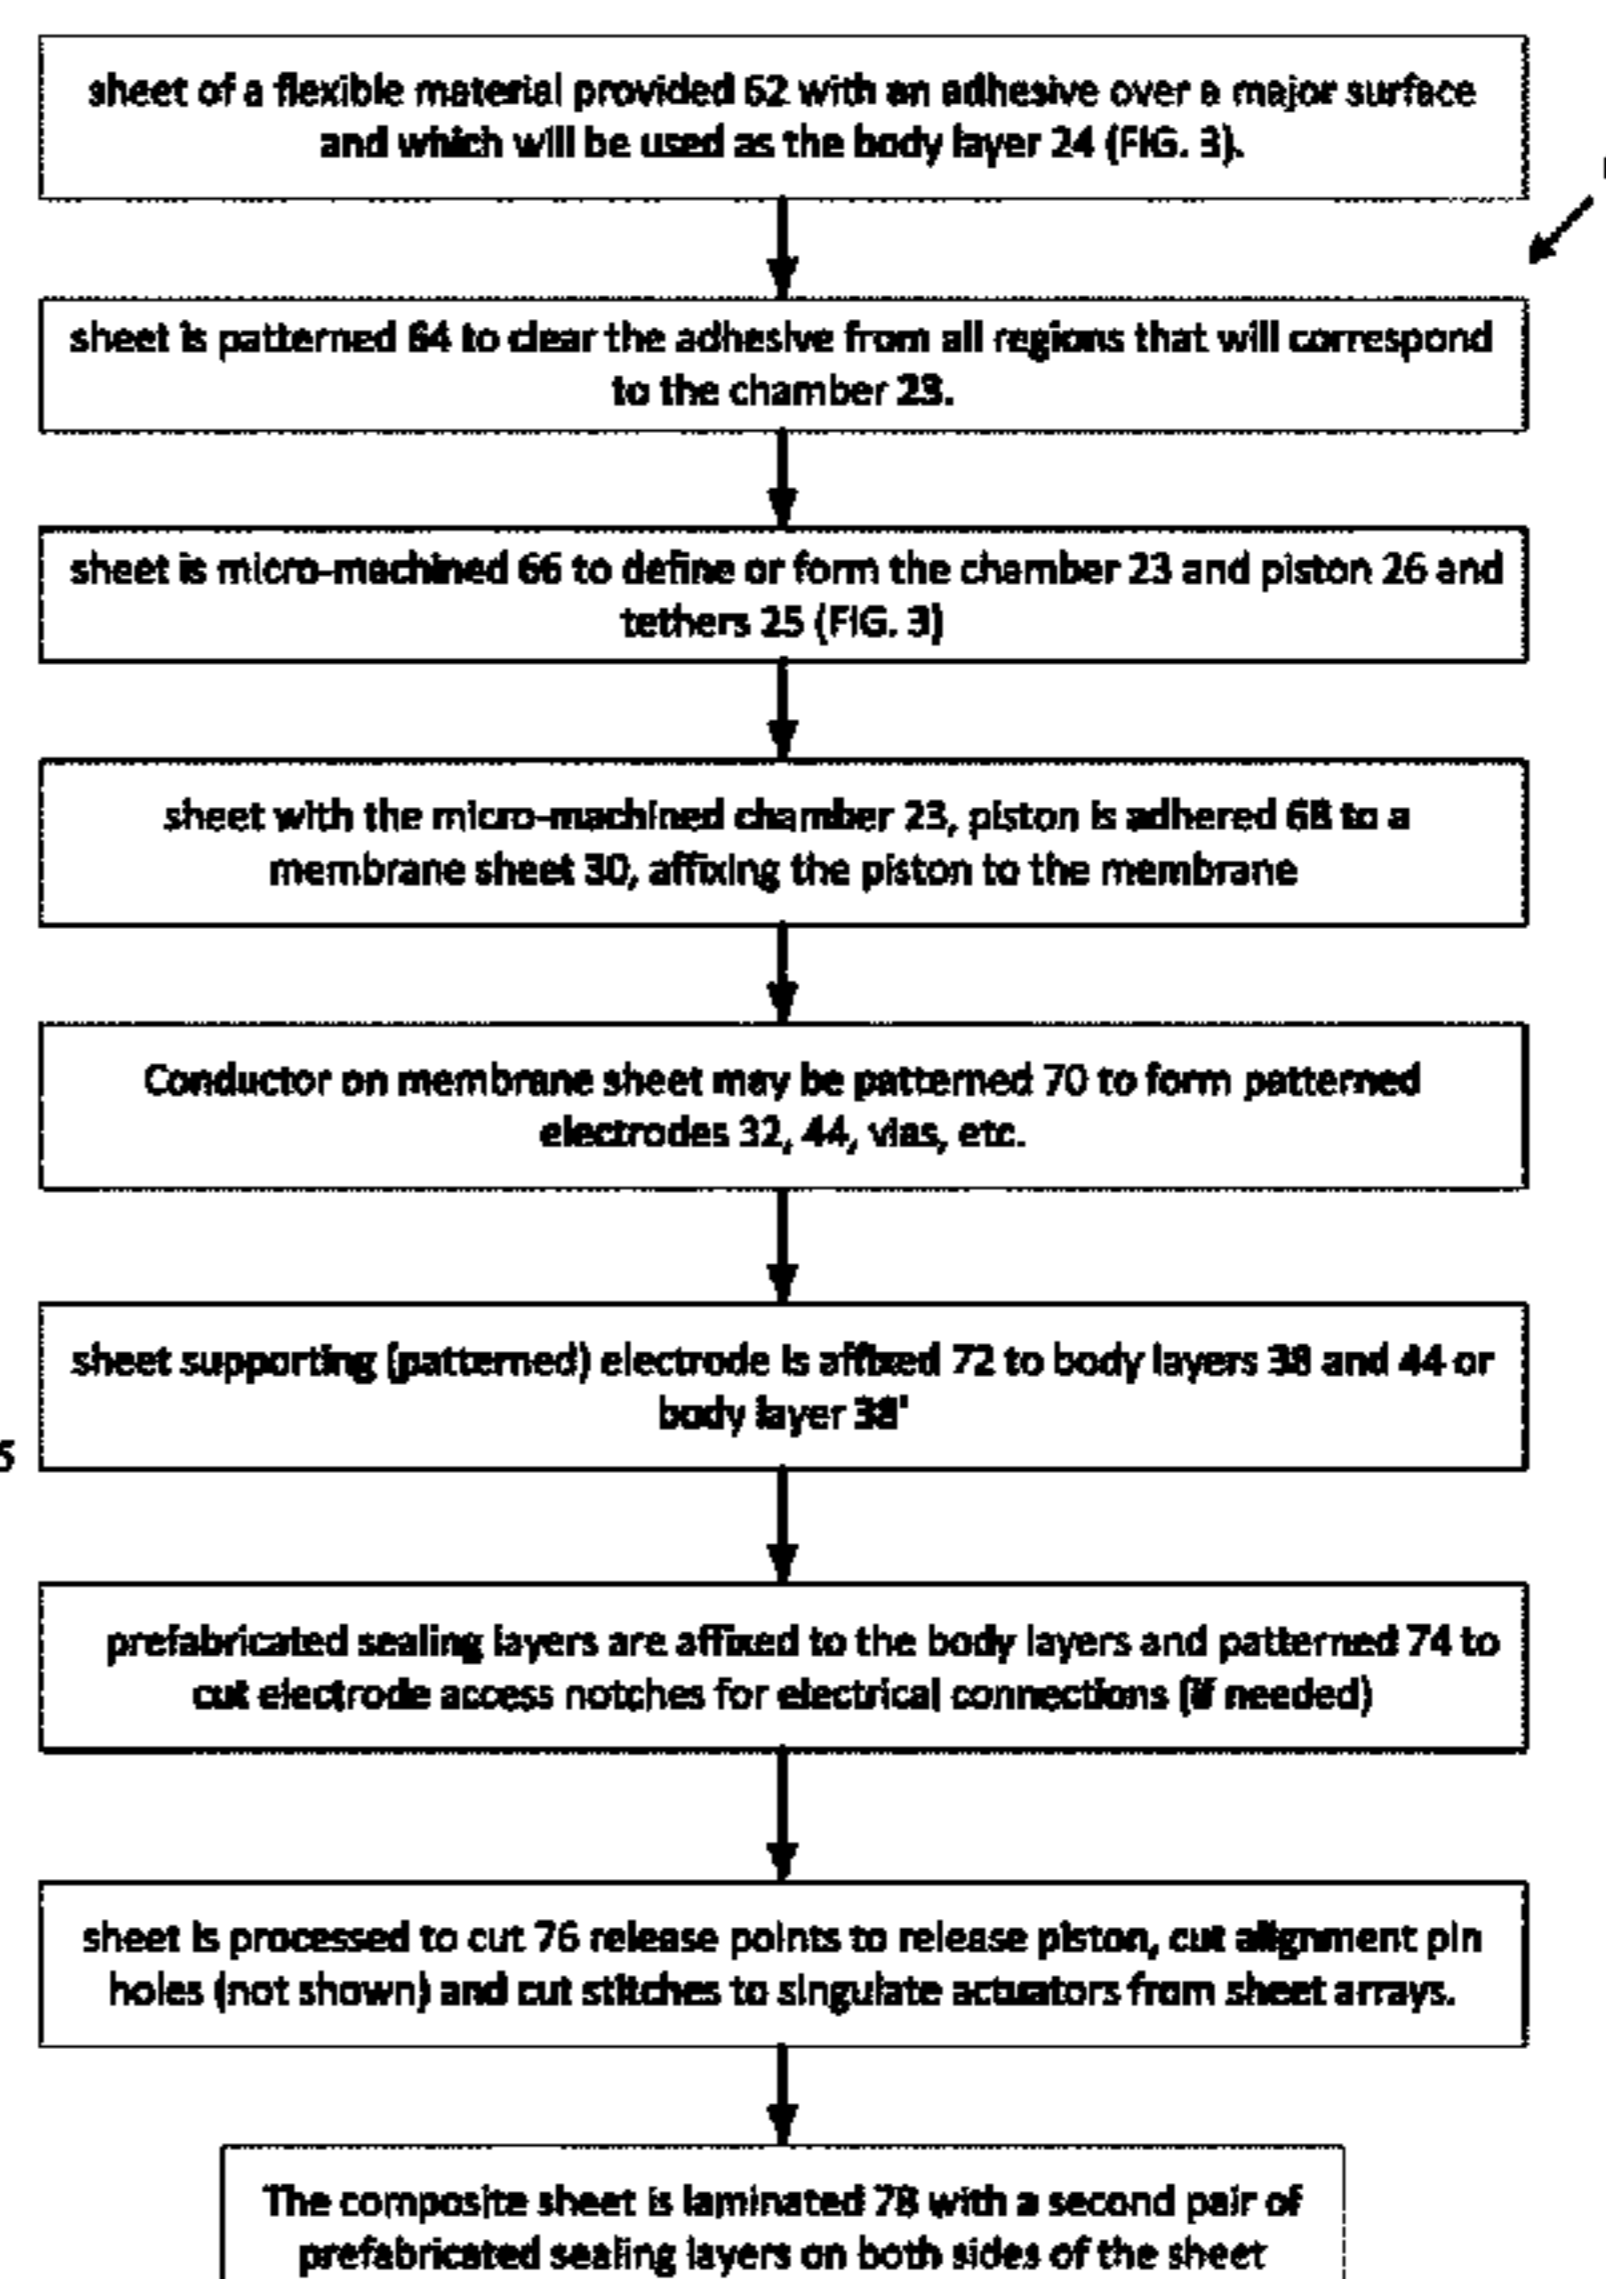 sheet of a flexible material provided 62 with an adhesive over a major surface
and which will be used as the body layer 24 (FIG. 3).
sheet is patterned 64 to clear the adhesive from all regions that will correspond
to the chamber 23.
sheet is micro-machined 66 to define or form the chamber 23 and piston 26 and
tethers 25 (FIG. 3)
sheet with the micro-machined chamber 23, piston is adhered 68 to a
membrane sheet 30, affixing the piston to the membrane
Conductor on membrane sheet may be patterned 70 to form patterned
electrodes 32, 44, vias, etc.
sheet supporting (patterned) electrode is affixed 72 to body layers 38 and 44 or
body layer 38'
5
prefabricated sealing layers are affixed to the body layers and patterned 74 to
cut electrode access notches for electrical connections (if needed)
sheet is processed to cut 76 release points to release piston, cut alignment pin
holes (not shown) and cut stitches to singulate actuators from sheet arrays.
The composite sheet is laminated 78 with a second pair of
prefabricated sealing layers on both sides of the sheet